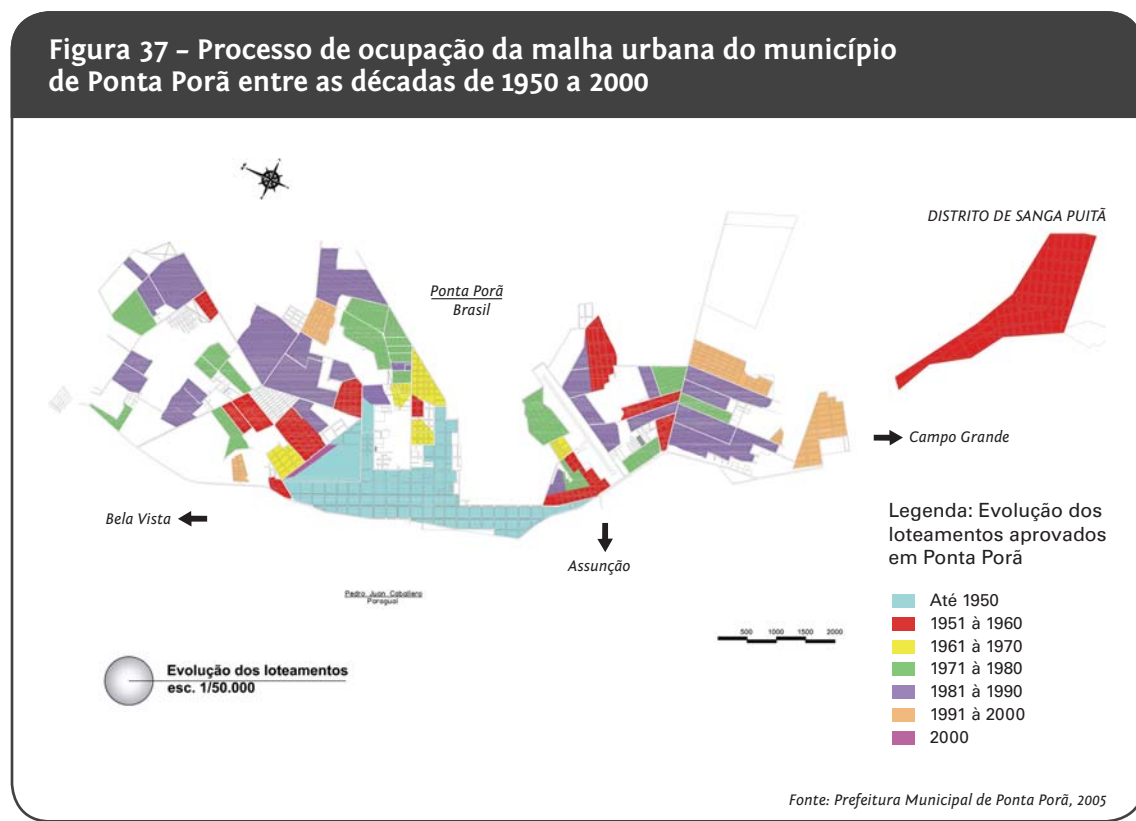 Figura 37 – Processo de ocupação da malha urbana do município
de Ponta Porã entre as décadas de 1950 a 2000
DISTRITO DE SANGA PUITÃ
Ponta Porã
Brasil
Campo Grande
Bela Vista
Assunção
Pedro Juan Caballero
Paraguai
Legenda: Evolução dos
loteamentos aprovados
em Ponta Porã
Até 1950
1951 à 1960
1961 à 1970
1971 à 1980
1981 à 1990
1991 à 2000
2000
500 1000 1500 2000
Evolução dos loteamentos
esc. 1/50.000
Fonte: Prefeitura Municipal de Ponta Porã, 2005